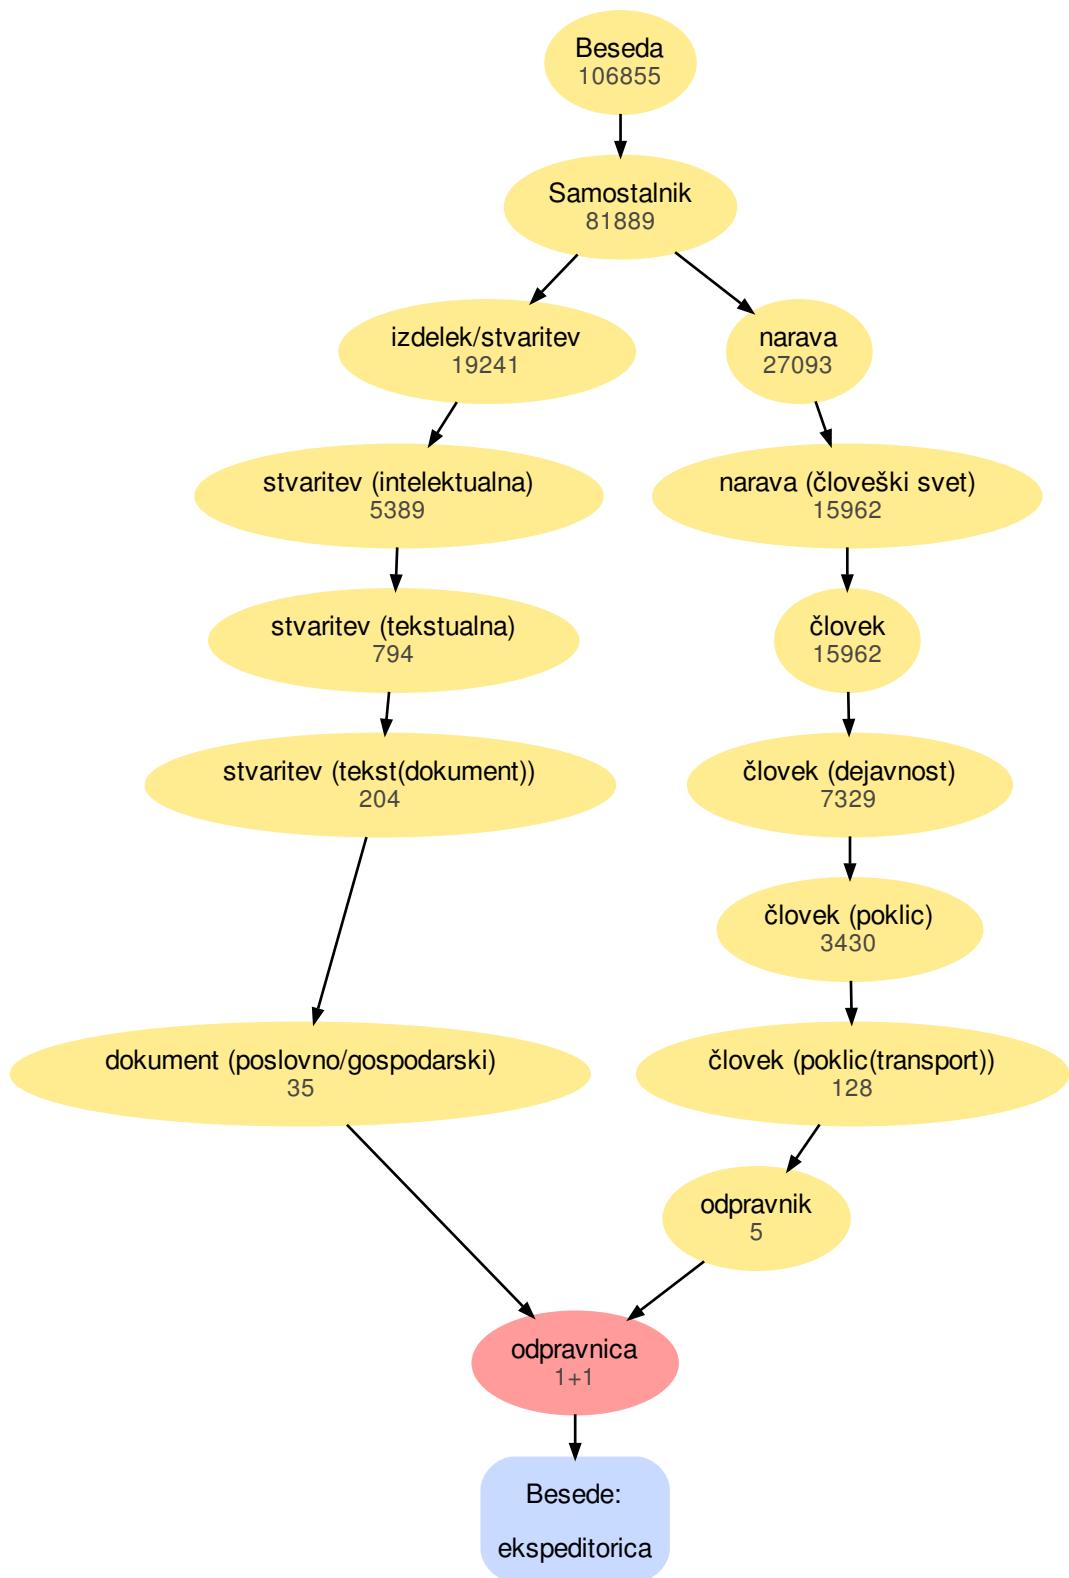 Beseda
106855
Samostalnik
81889
izdelek/stvaritev
19241
narava
27093
stvaritev (intelektualna)
5389
narava (človeški svet)
15962
stvaritev (tekstualna)
794
človek
15962
stvaritev (tekst(dokument))
204
človek (dejavnost)
7329
človek (poklic)
3430
dokument (poslovno/gospodarski)
35
človek (poklic(transport))
128
odpravnik
5
odpravnica
1+1
Besede:
ekspeditorica